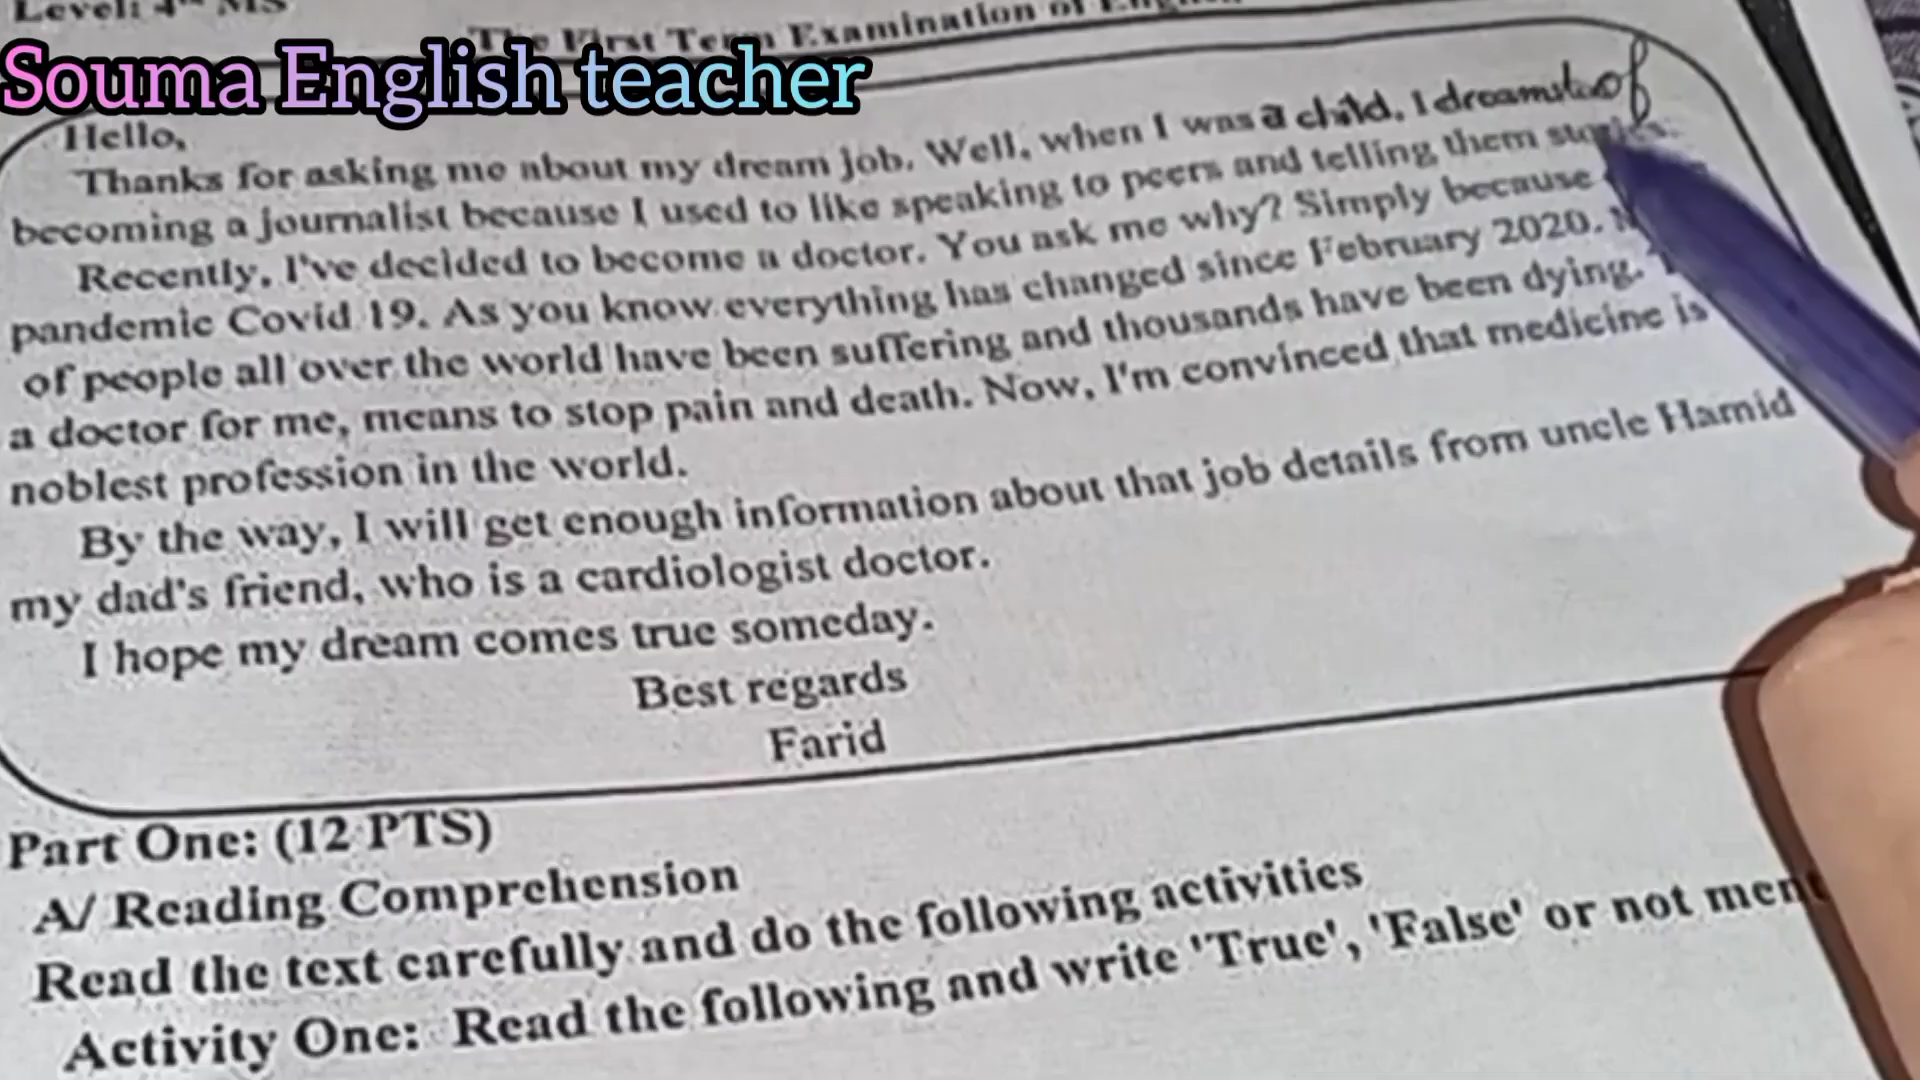 Level: 4th MS
The First Term Examination of English
Souma English teacher
Hello,
Thanks for asking me about my dream job. Well, when I was a child, I dreamt of
becoming a journalist because I used to like speaking to peers and telling them stories.
Recently, I've decided to become a doctor. You ask me why? Simply because
pandemic Covid 19. As you know everything has changed since February 2020.
of people all over the world have been suffering and thousands have been dying.
a doctor for me, means to stop pain and death. Now, I'm convinced that medicine is
noblest profession in the world.
By the way, I will get enough information about that job details from uncle Hamid
my dad's friend, who is a cardiologist doctor.
I hope my dream comes true someday.
Best regards
Farid
Part One: (12 PTS)
A/ Reading Comprehension
Read the text carefully and do the following activities
Activity One: Read the following and write 'True', 'False' or not ment